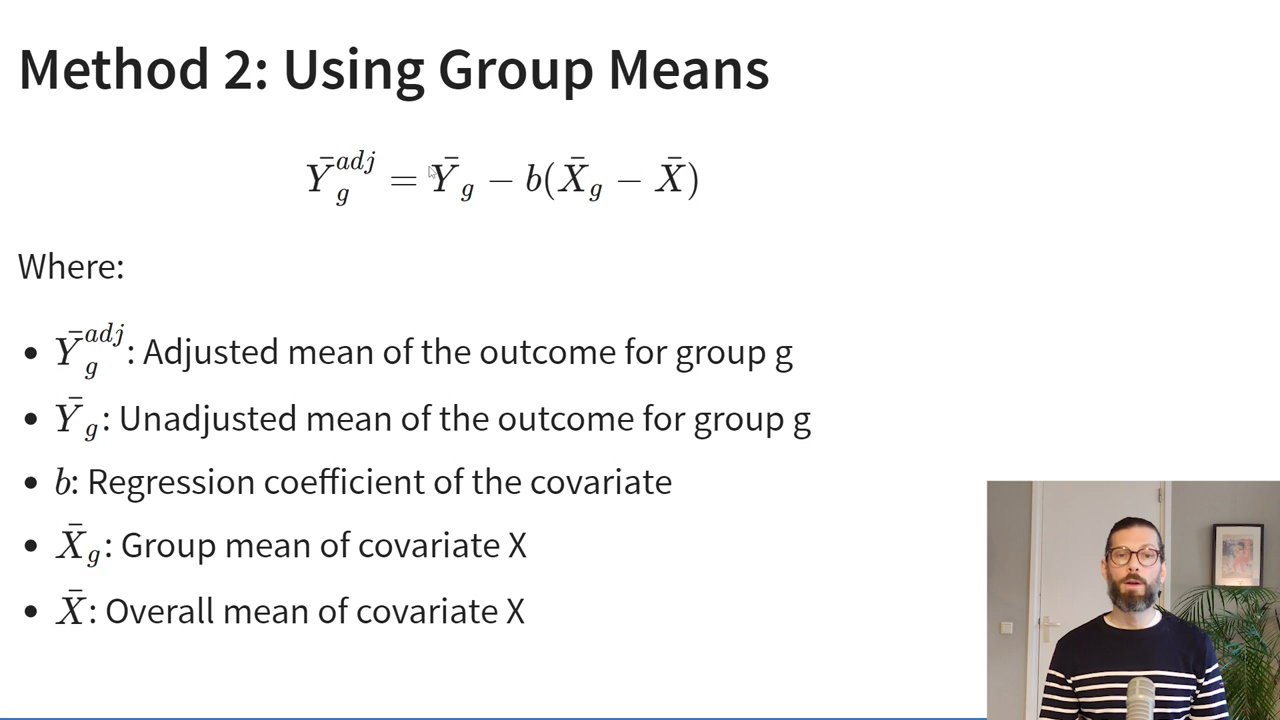 Method 2: Using Group Means
Ȳ_g^adj = Ȳ_g − b(X̄_g − X̄)
Where:
• Ȳ_g^adj: Adjusted mean of the outcome for group g
• Ȳ_g: Unadjusted mean of the outcome for group g
• b: Regression coefficient of the covariate
• X̄_g: Group mean of covariate X
• X̄: Overall mean of covariate X